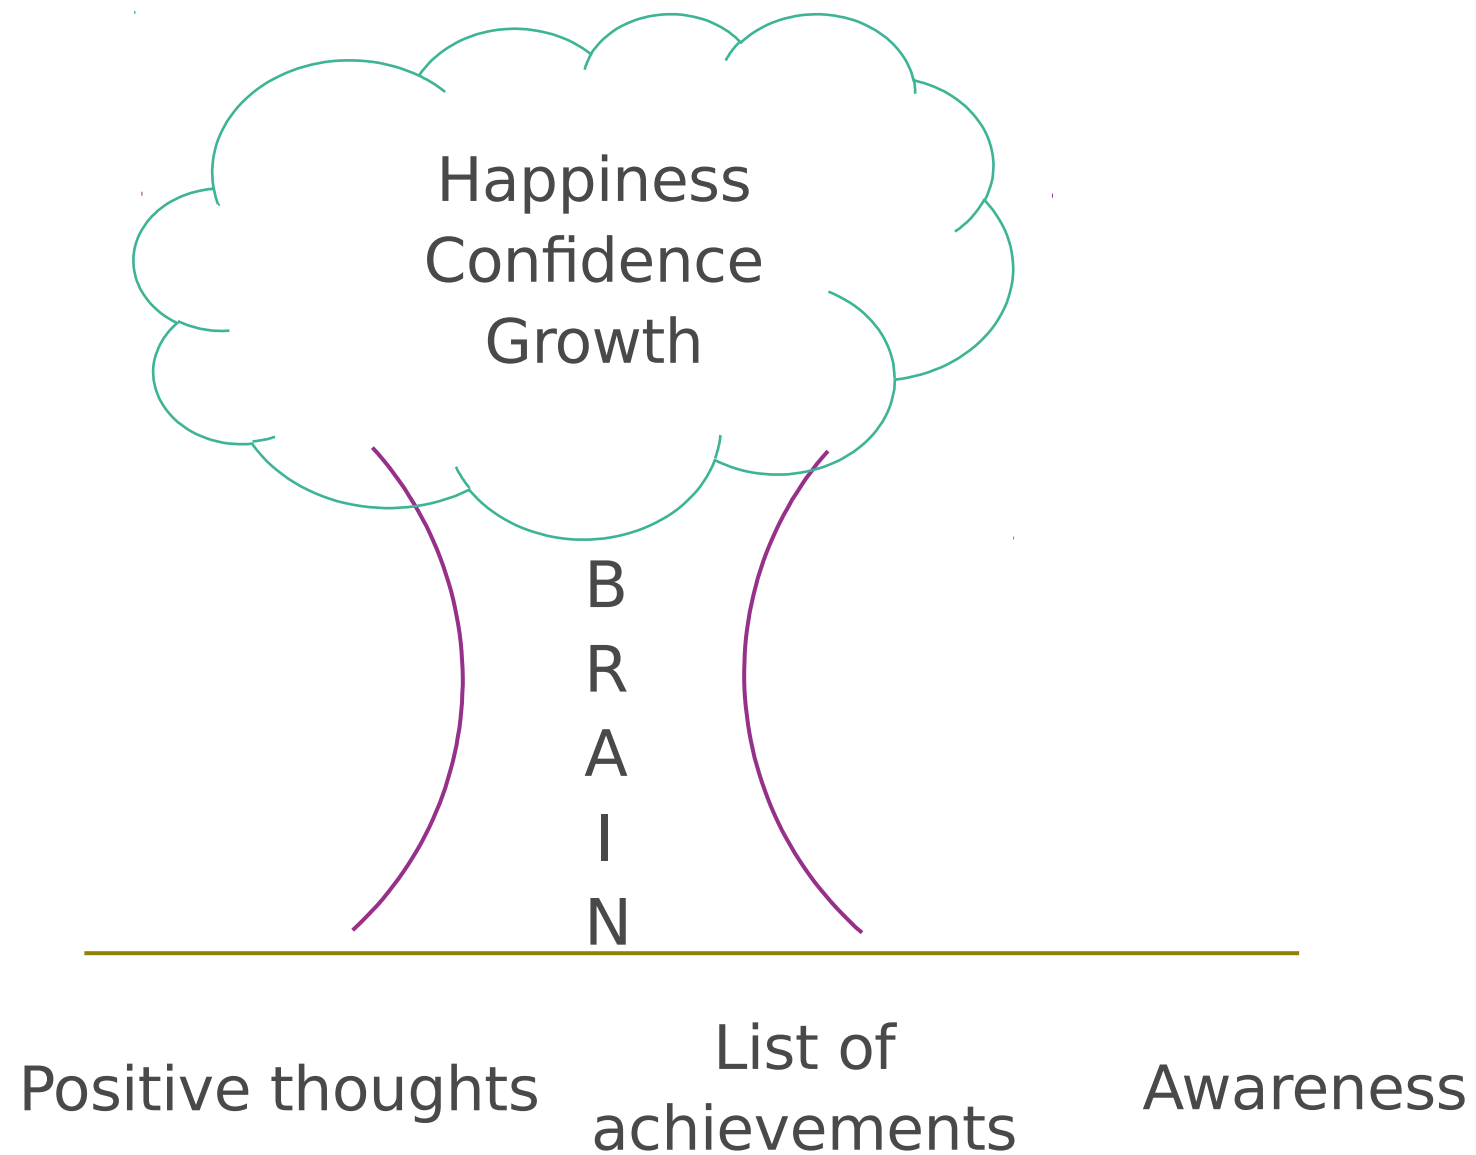 Happiness
Confidence
Growth
B
R
A
I
N
Positive thoughts
List of
achievements
Awareness